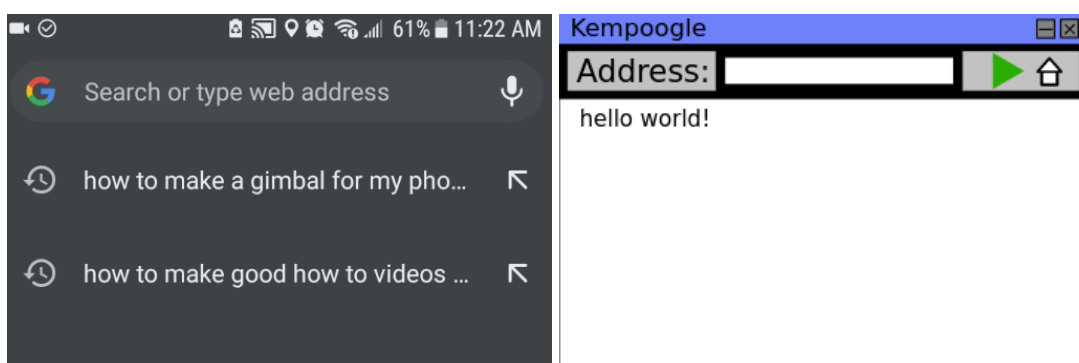 61% 11:22 AM
Search or type web address
how to make a gimbal for my pho...
how to make good how to videos ...
Kempoogle
Address:
hello world!